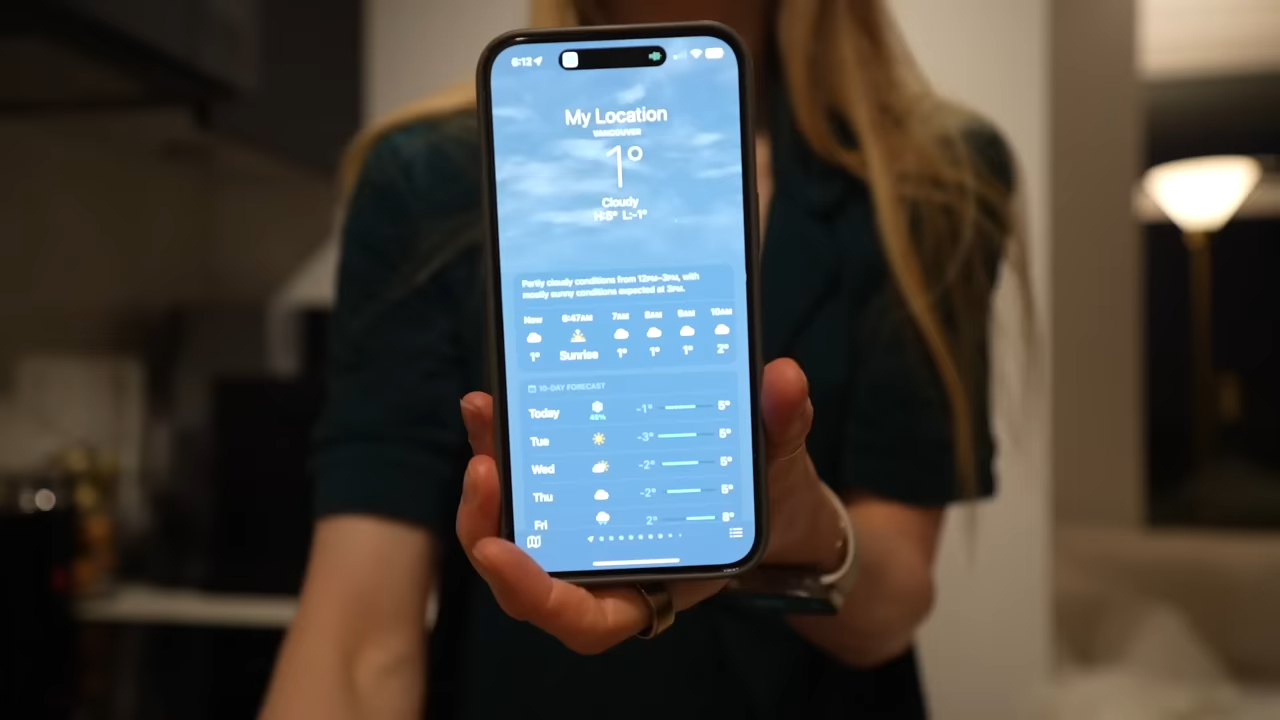 6:12
My Location
VANCOUVER
1°
Cloudy
H:5° L:-1°
Partly cloudy conditions from 12PM-3PM, with
mostly sunny conditions expected at 3PM.
Now 6:47AM 7AM 8AM 9AM 10AM
1° Sunrise 1° 1° 1° 2°
10-DAY FORECAST
Today -1° 5°
Tue -3° 5°
Wed -2° 5°
Thu -2° 5°
Fri 2° 8°